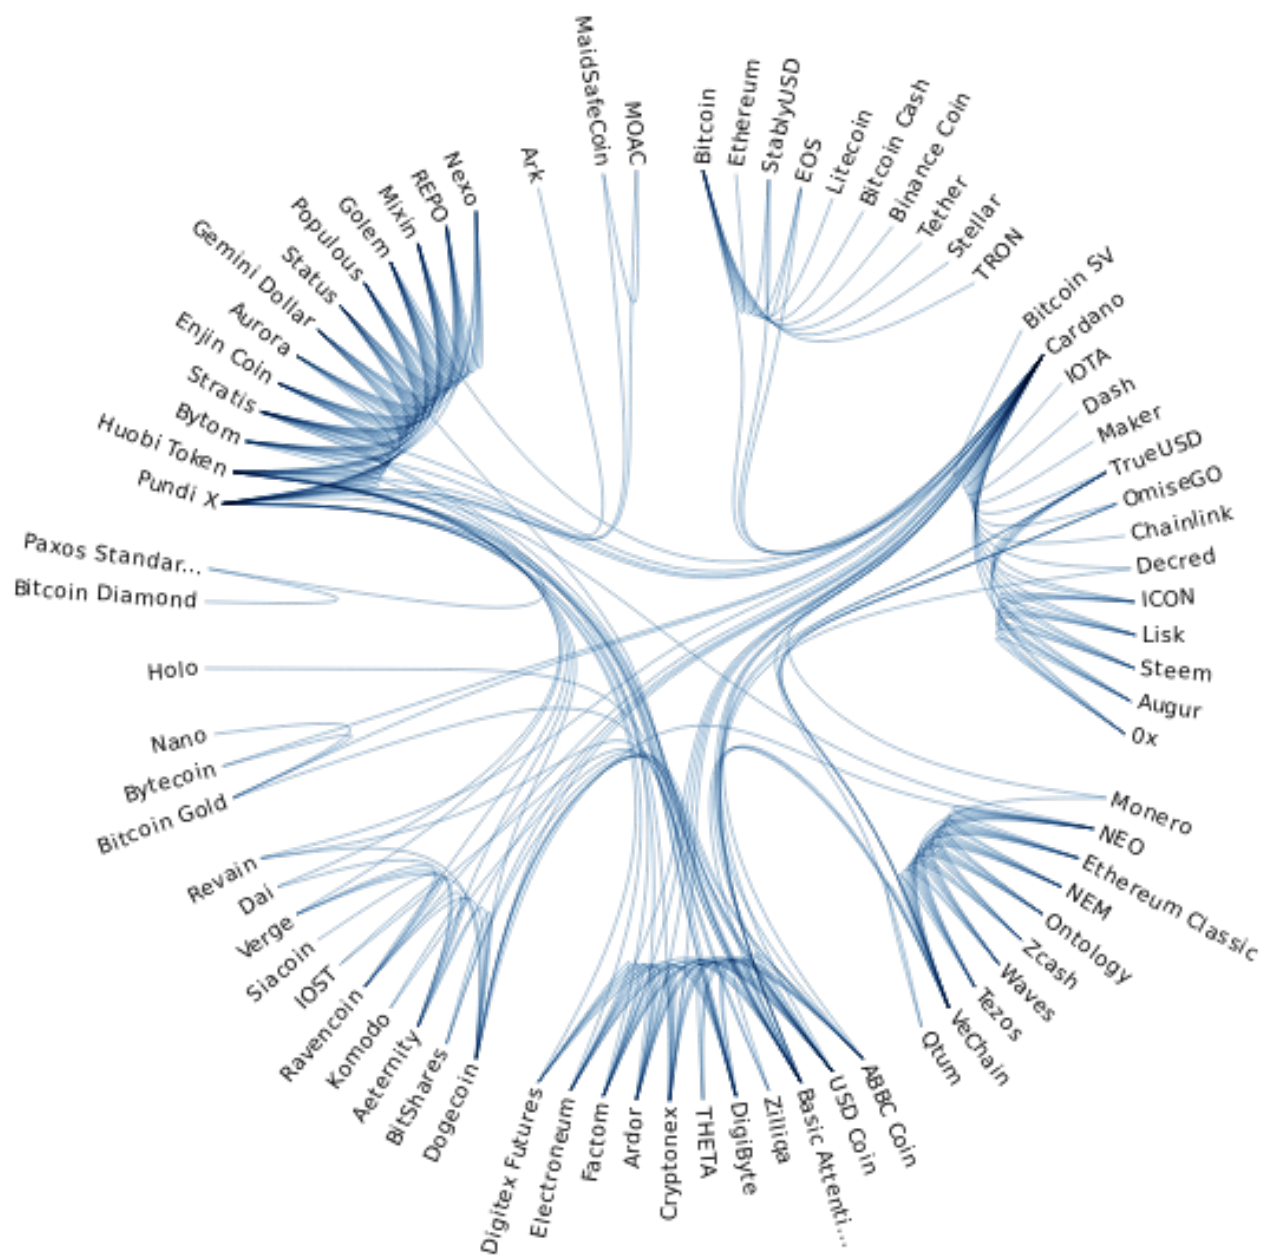 Bitcoin
Ethereum
StablyUSD
EOS
Litecoin
Bitcoin Cash
Binance Coin
Tether
Stellar
TRON
Bitcoin SV
Cardano
IOTA
Dash
Maker
TrueUSD
OmiseGO
Chainlink
Decred
ICON
Lisk
Steem
Augur
0x
Monero
NEO
Ethereum Classic
NEM
Ontology
Zcash
Waves
Tezos
VeChain
Qtum
ABBC Coin
USD Coin
Basic Attenti...
Zilliqa
DigiByte
THETA
Cryptonex
Ardor
Factom
Electroneum
Digitex Futures
Dogecoin
BitShares
Aeternity
Komodo
Ravencoin
IOST
Siacoin
Verge
Dai
Revain
Bitcoin Gold
Bytecoin
Nano
Holo
Bitcoin Diamond
Paxos Standar...
Pundi X
Huobi Token
Bytom
Stratis
Enjin Coin
Aurora
Gemini Dollar
Status
Populous
Golem
Mixin
REPO
Nexo
Ark
MaidSafeCoin
MOAC